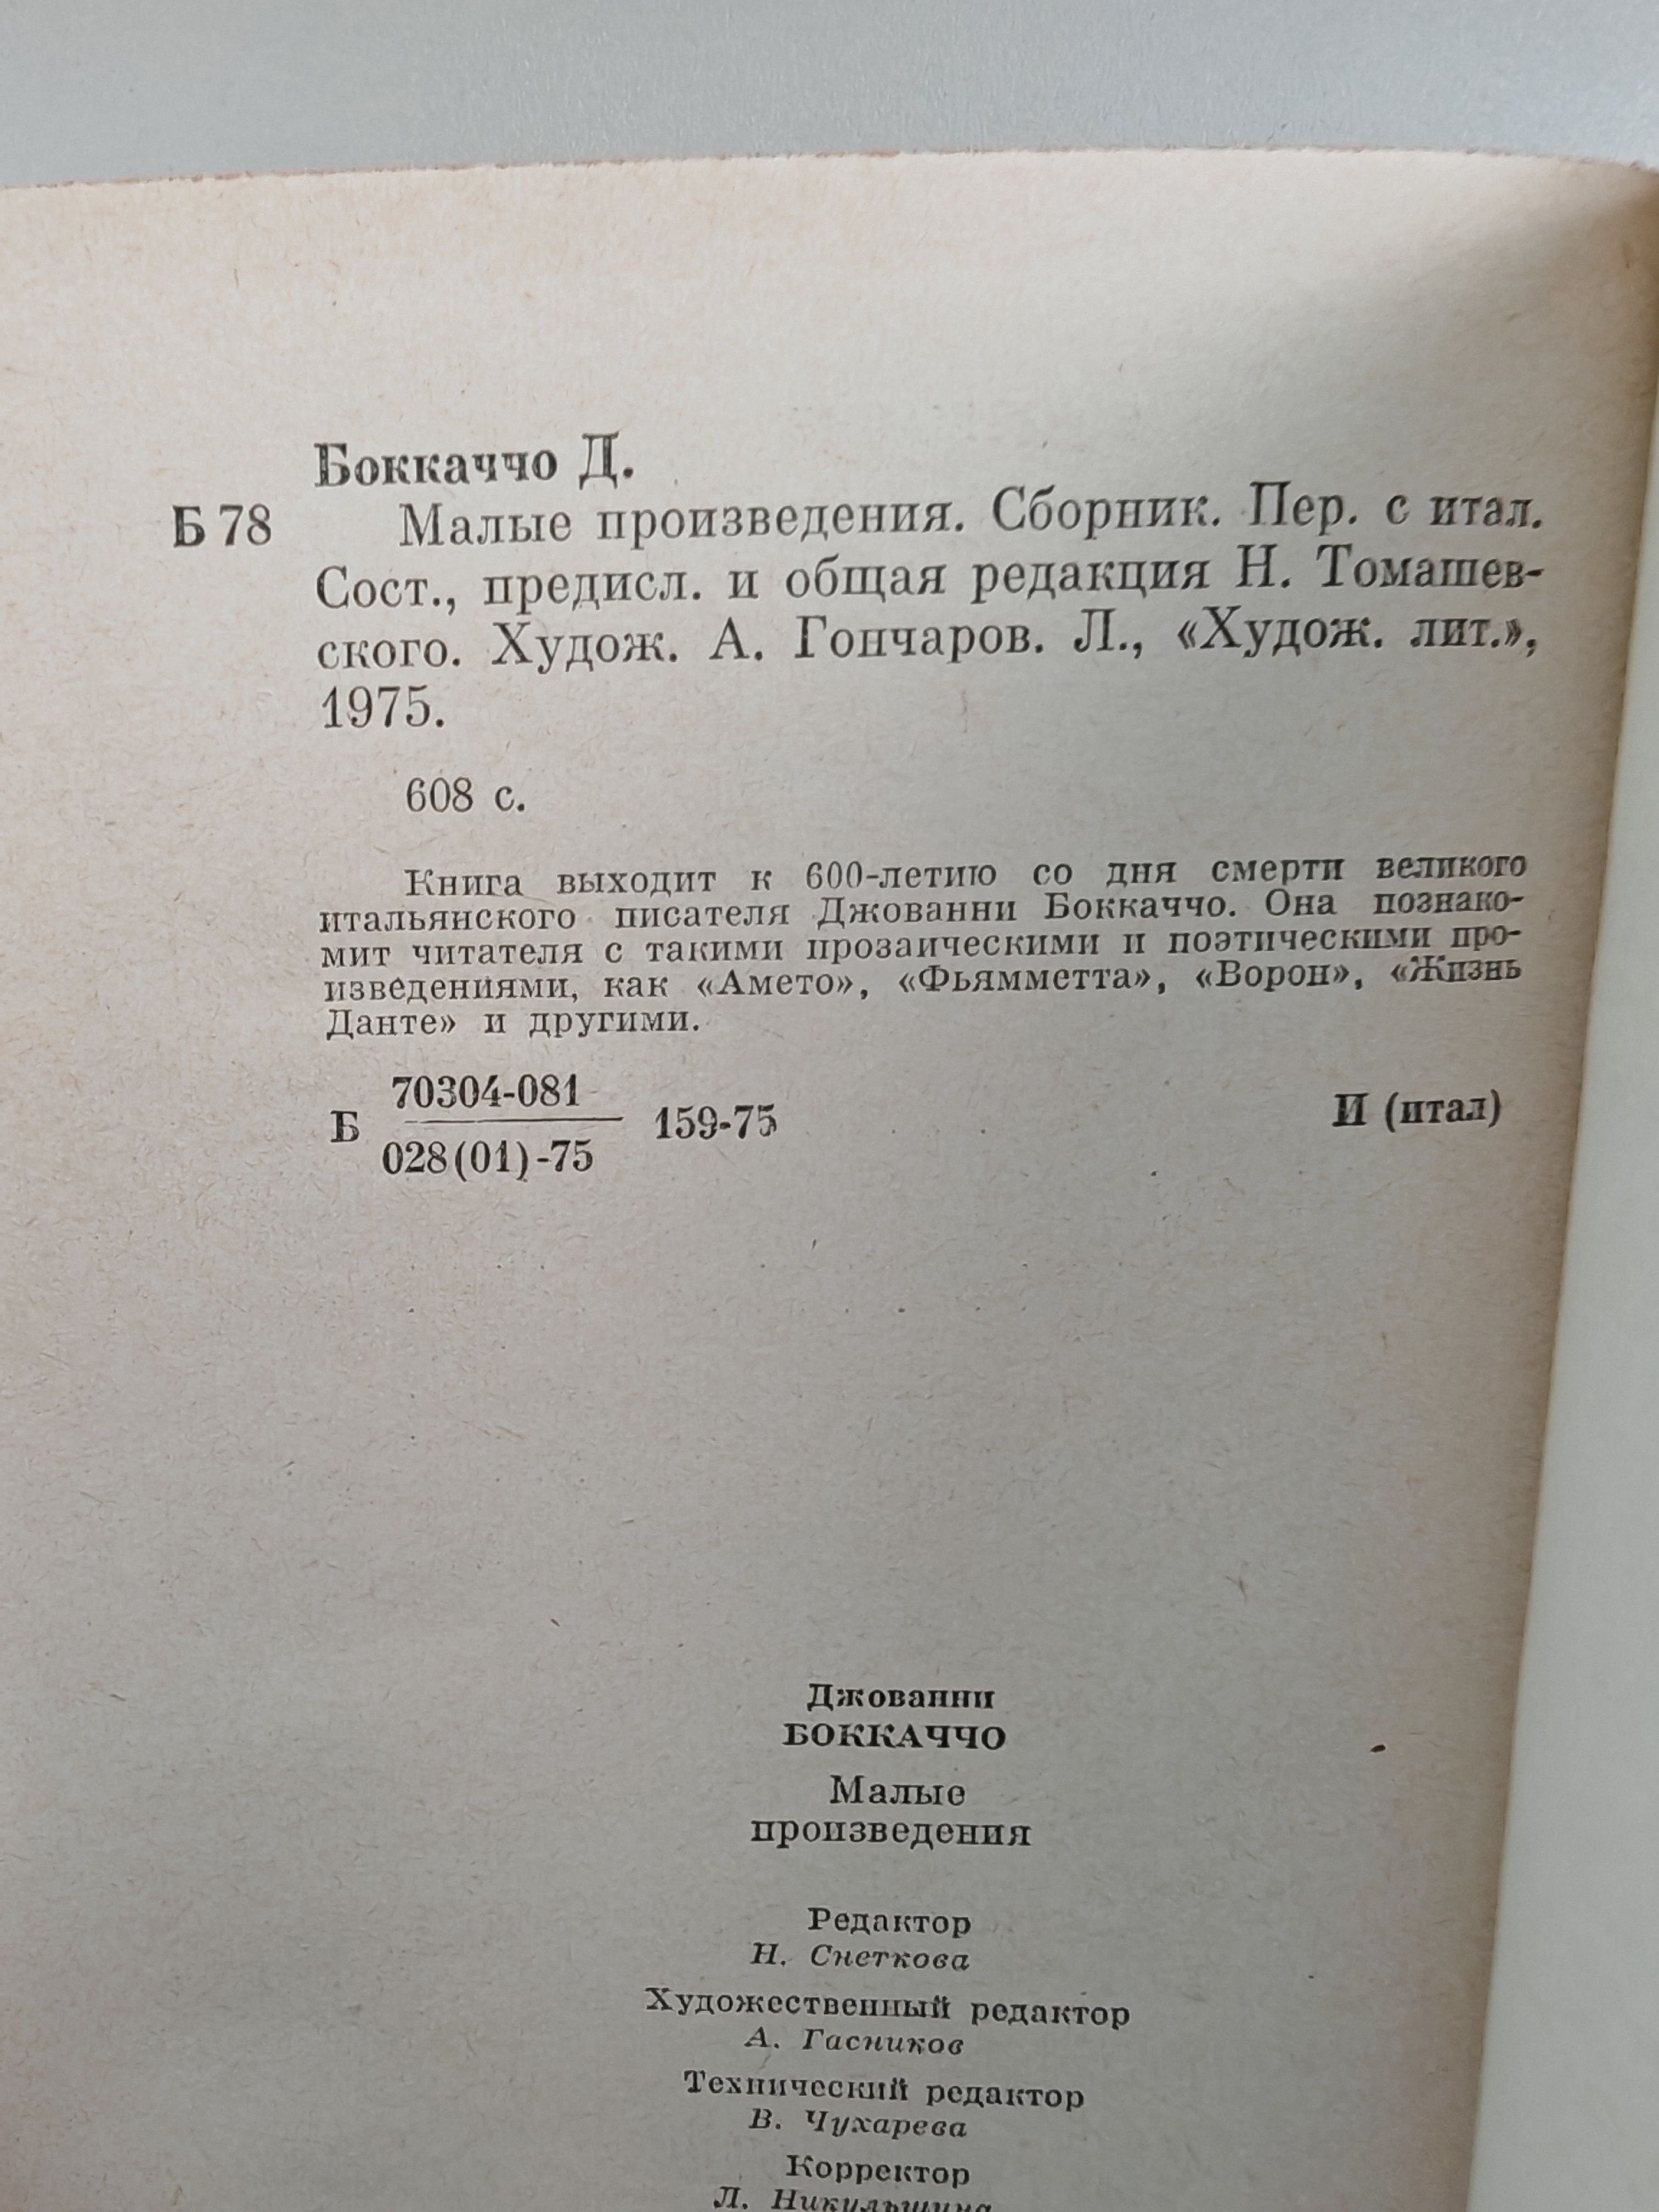 Боккаччо Д.
Б 78 Малые произведения. Сборник. Пер. с итал.
Сост., предисл. и общая редакция Н. Томашев-
ского. Худож. А. Гончаров. Л., «Худож. лит.»,
1975.
608 с.
Книга выходит к 600-летию со дня смерти великого
итальянского писателя Джованни Боккаччо. Она познако-
мит читателя с такими прозаическими и поэтическими про-
изведениями, как «Амето», «Фьямметта», «Ворон», «Жизнь
Данте» и другими.
70304-081
Б 159-75 И (итал)
028(01)-75
Джованни
БОККАЧЧО
Малые
произведения
Редактор
Н. Снеткова
Художественный редактор
А. Гасников
Технический редактор
В. Чухарева
Корректор
Л. Никульшина